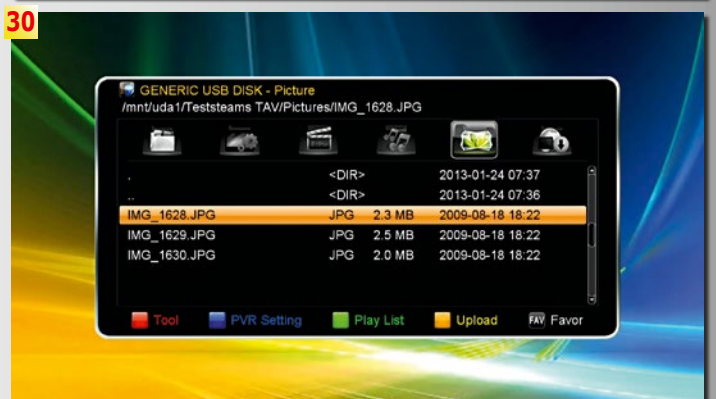 30
GENERIC USB DISK - Picture
/mnt/uda1/Teststeams TAV/Pictures/IMG_1628.JPG
. <DIR> 2013-01-24 07:37
.. <DIR> 2013-01-24 07:36
IMG_1628.JPG JPG 2.3 MB 2009-08-18 18:22
IMG_1629.JPG JPG 2.5 MB 2009-08-18 18:22
IMG_1630.JPG JPG 2.0 MB 2009-08-18 18:22
Tool PVR Setting Play List Upload FAV Favor